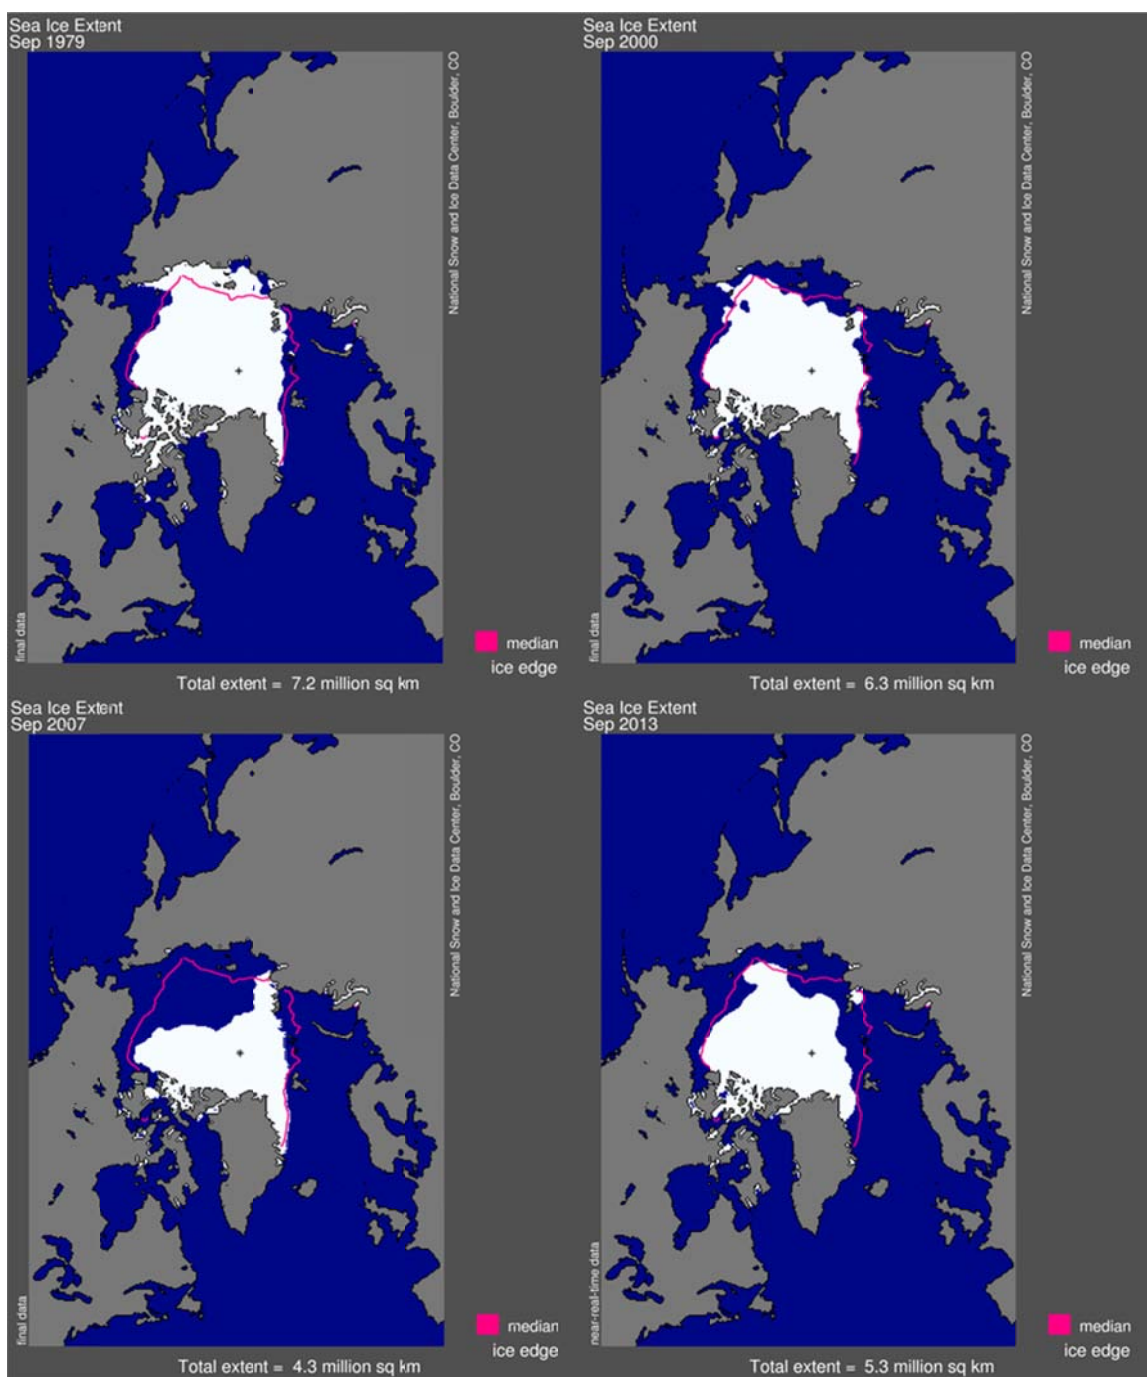 Sea Ice Extent
Sep 1979
National Snow and Ice Data Center, Boulder, CO
final data
median
ice edge
Total extent = 7.2 million sq km
Sea Ice Extent
Sep 2000
National Snow and Ice Data Center, Boulder, CO
final data
median
ice edge
Total extent = 6.3 million sq km
Sea Ice Extent
Sep 2007
National Snow and Ice Data Center, Boulder, CO
final data
median
ice edge
Total extent = 4.3 million sq km
Sea Ice Extent
Sep 2013
National Snow and Ice Data Center, Boulder, CO
near-real-time data
median
ice edge
Total extent = 5.3 million sq km